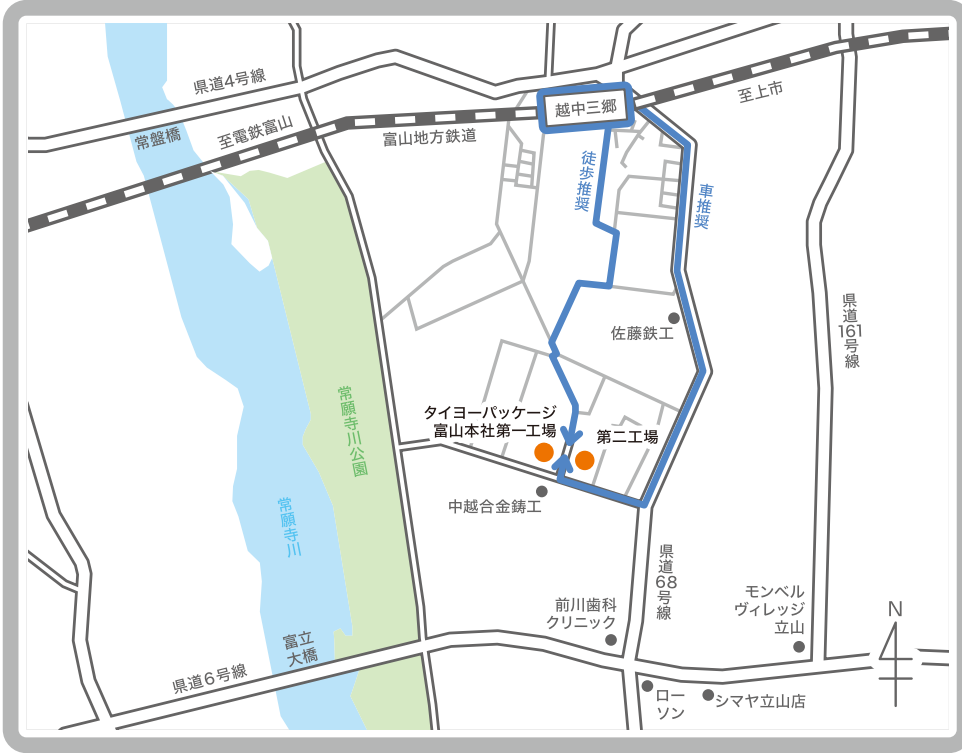 県道4号線
常盤橋
至電鉄富山
富山地方鉄道
越中三郷
至上市
徒歩推奨
車推奨
佐藤鉄工
県道161号線
常願寺川公園
タイヨーパッケージ
富山本社第一工場
第二工場
中越合金鋳工
常願寺川
県道68号線
前川歯科
クリニック
モンベル
ヴィレッジ
立山
N
富立
大橋
県道6号線
ロー
ソン
シマヤ立山店